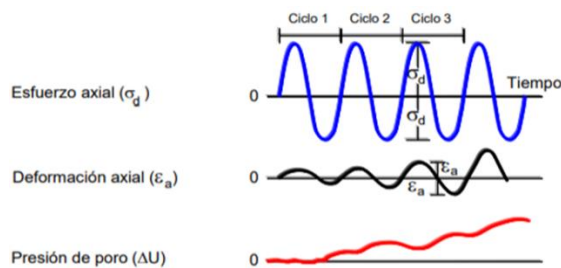 Ciclo 1 Ciclo 2 Ciclo 3
Esfuerzo axial (σd) 0 σd σd Tiempo
Deformación axial (εa) 0 εa εa
Presión de poro (ΔU) 0